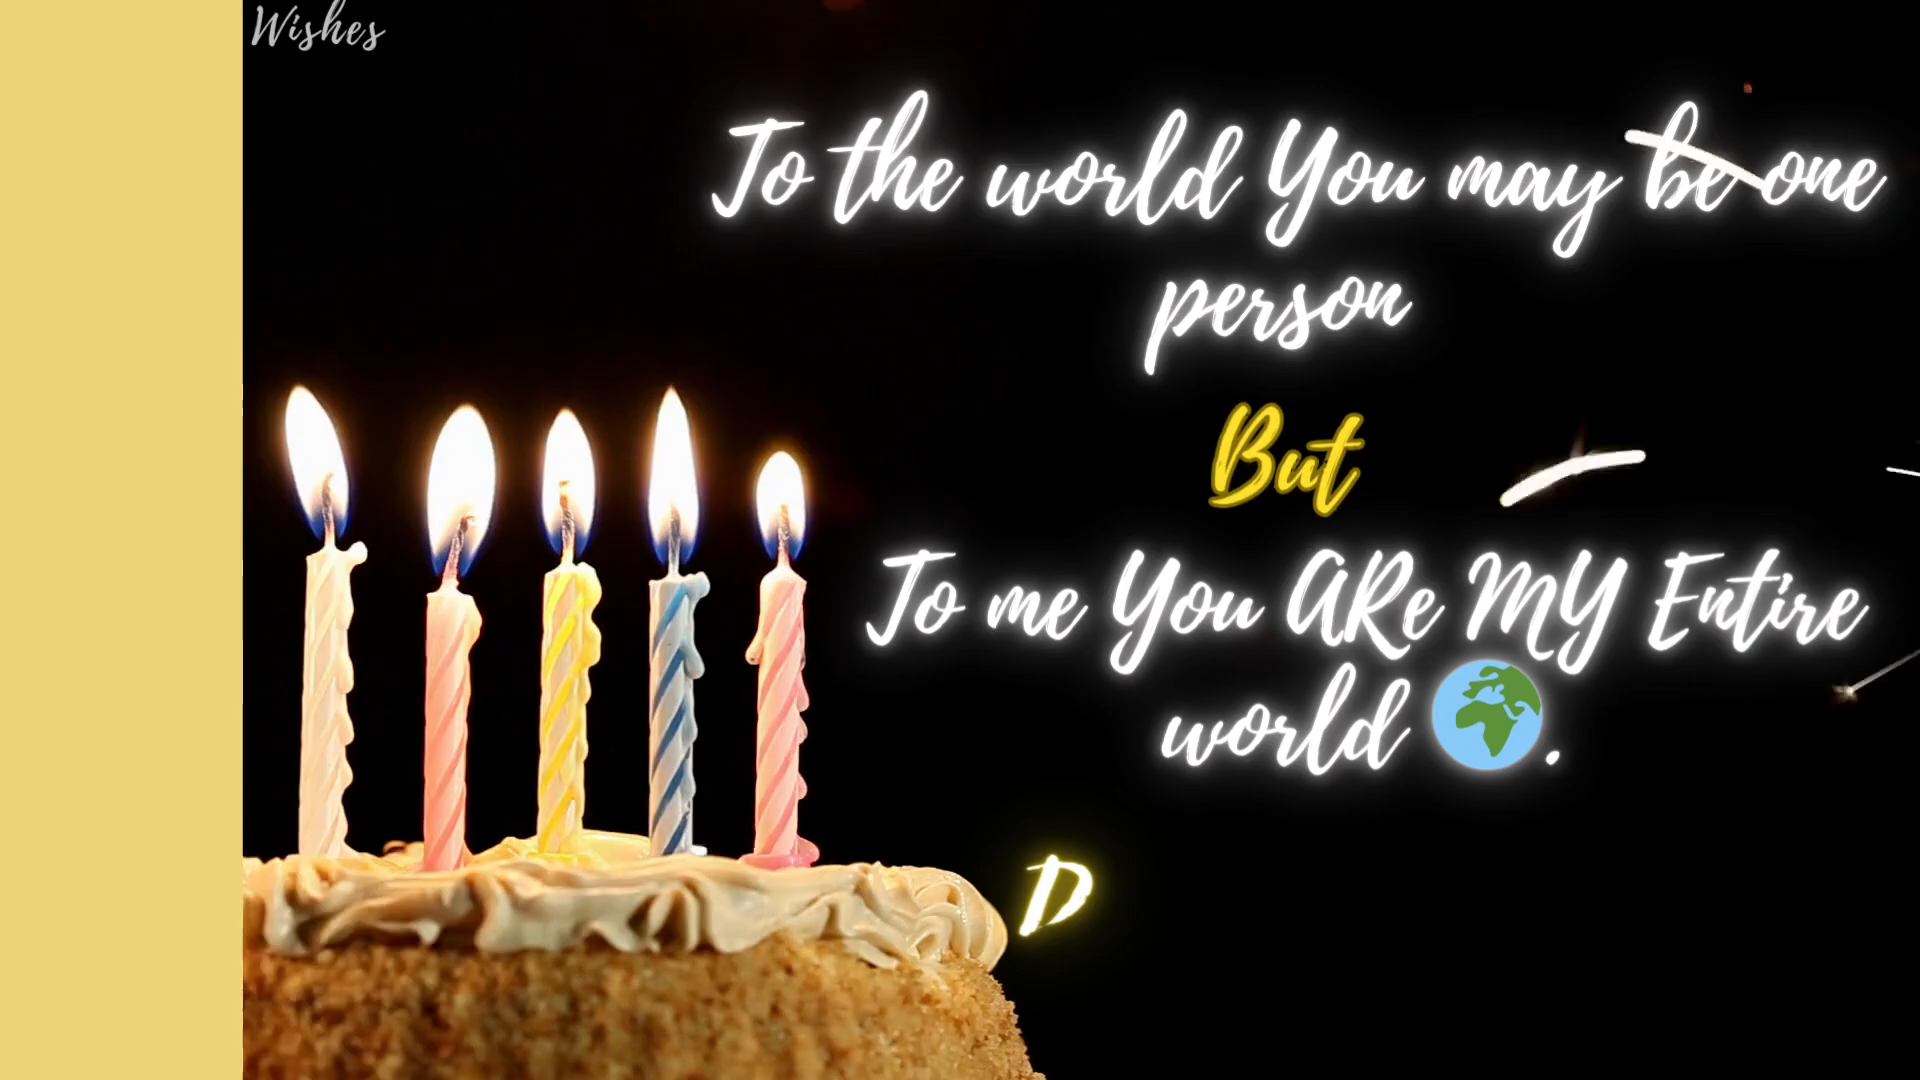 Wishes
To the world You may be one
person
But
To me You ARe MY Entire
world 🌍.
D